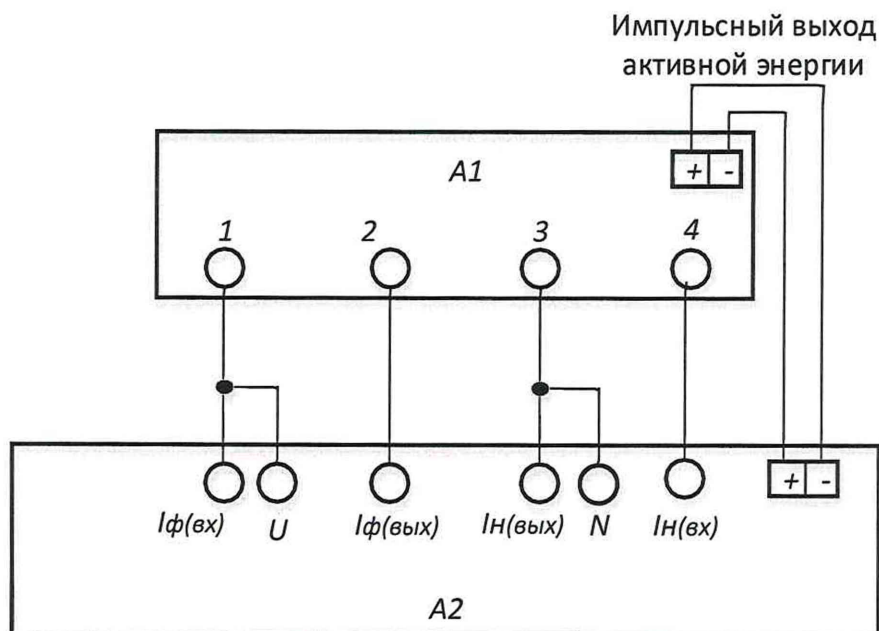 Импульсный выход
активной энергии
A1
+ -
1 2 3 4
+ -
Iф(вх) U Iф(вых) Iн(вых) N Iн(вх)
A2